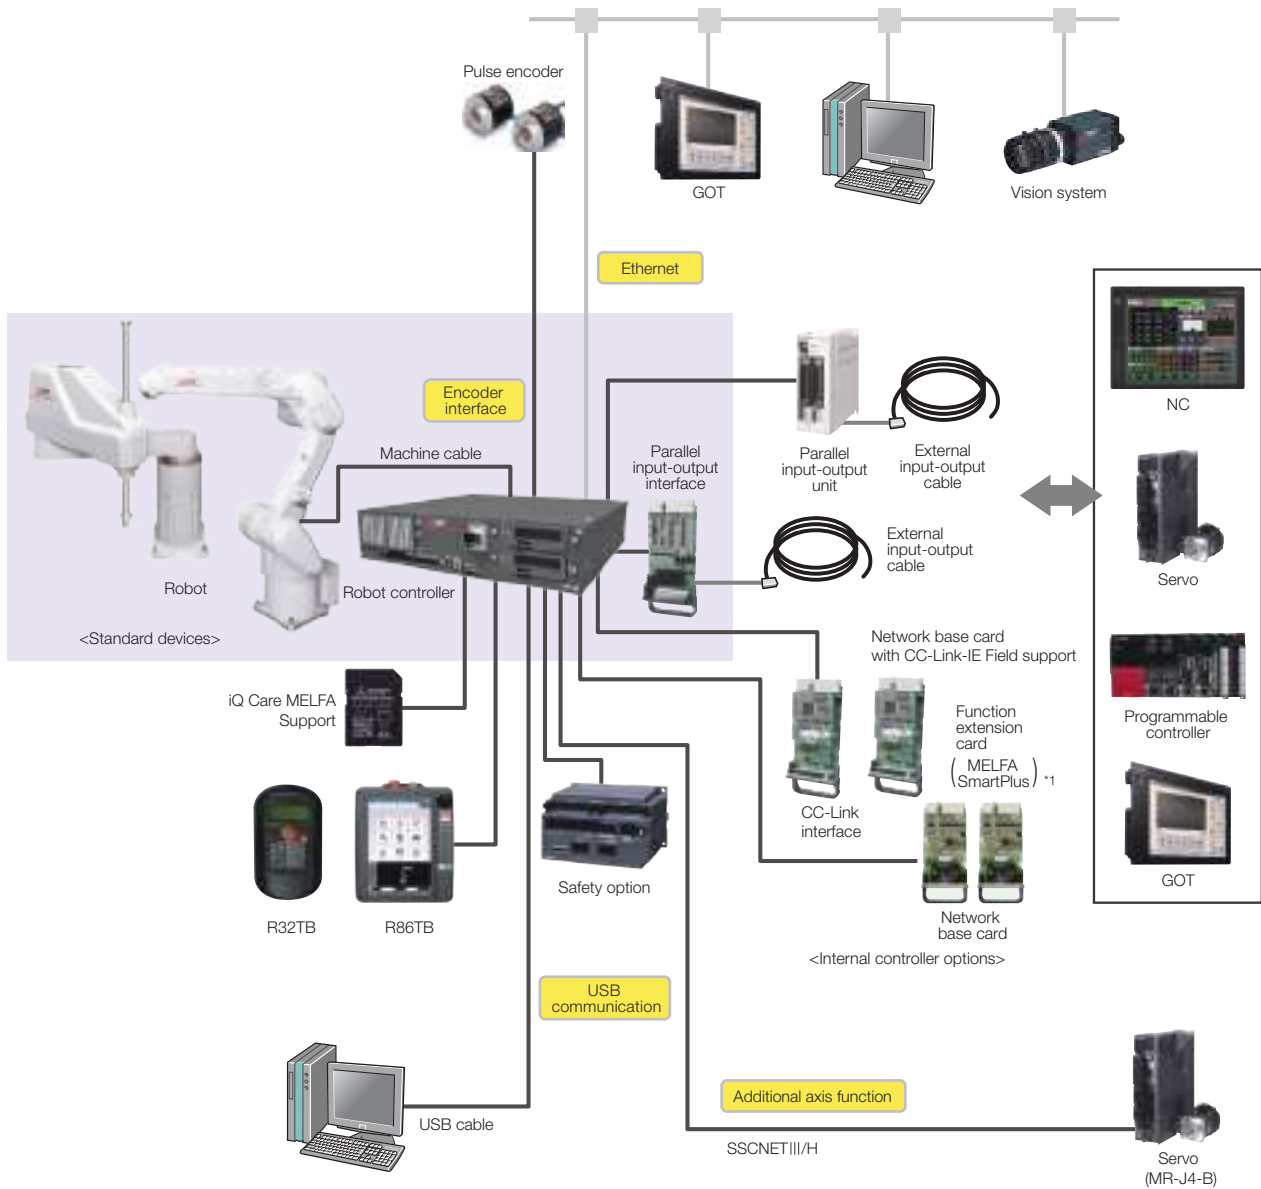 Pulse encoder
GOT
Vision system
Ethernet
Encoder
interface
Machine cable
Parallel
input-output
interface
Parallel
input-output
unit
External
input-output
cable
NC
External
input-output
cable
Servo
Robot
Robot controller
<Standard devices>
Network base card
with CC-Link-IE Field support
iQ Care MELFA
Support
Function
extension
card
(MELFA
SmartPlus) *1
Programmable
controller
CC-Link
interface
Safety option
GOT
R32TB
R86TB
Network
base card
<Internal controller options>
USB
communication
Additional axis function
USB cable
SSCNETIII/H
Servo
(MR-J4-B)